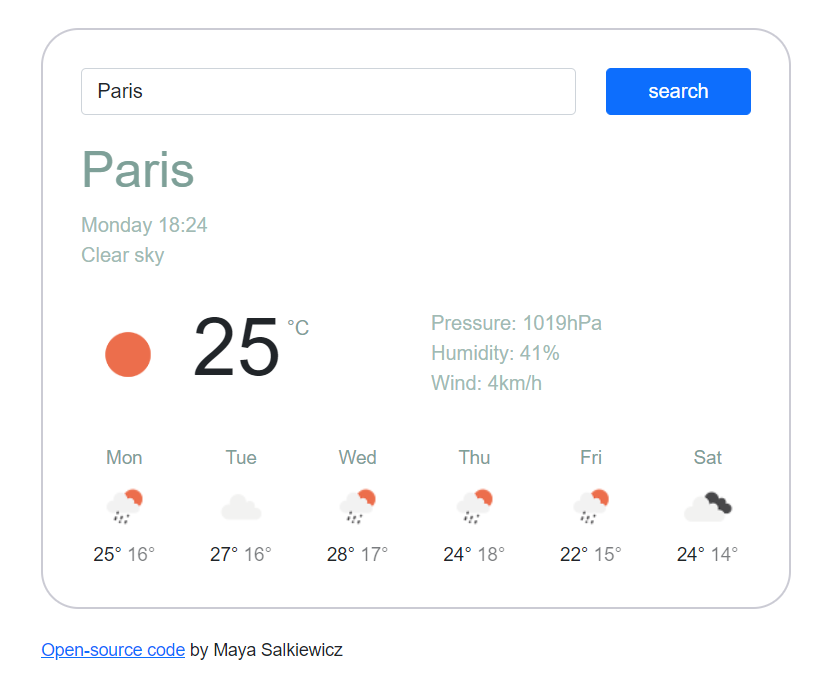 Paris
search
Paris
Monday 18:24
Clear sky
25 °C
Pressure: 1019hPa
Humidity: 41%
Wind: 4km/h
Mon Tue Wed Thu Fri Sat
25° 16° 27° 16° 28° 17° 24° 18° 22° 15° 24° 14°
Open-source code by Maya Salkiewicz